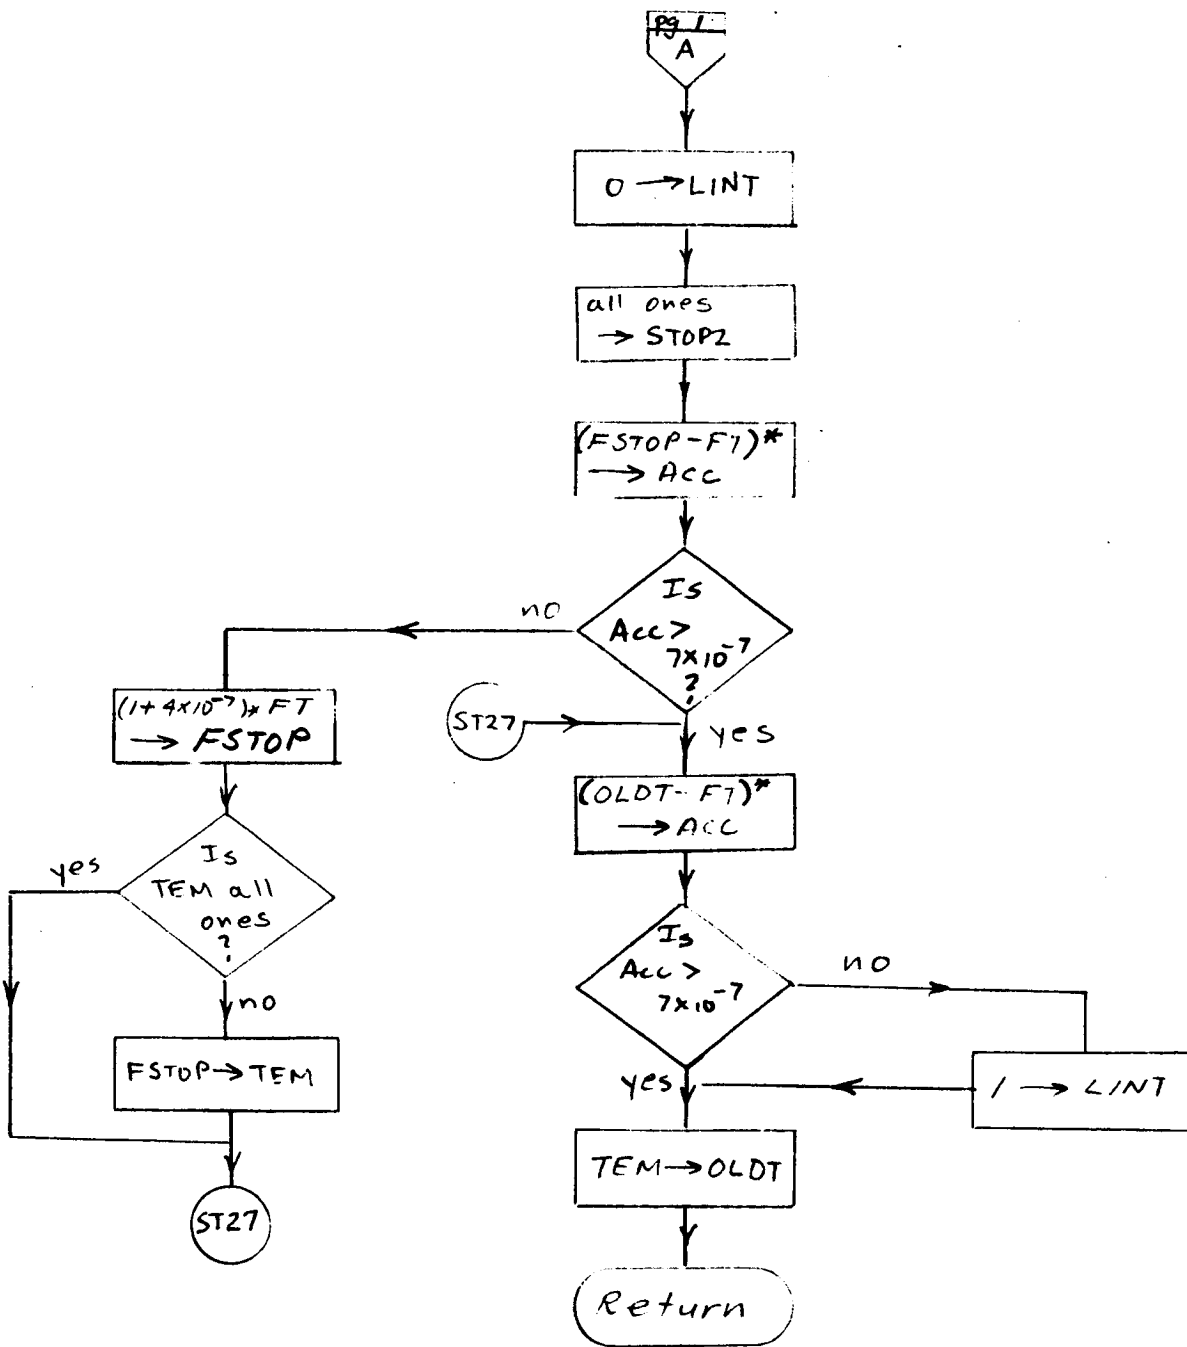 pg 1
A
0 → LINT
all ones
→ STOP2
(FSTOP-FT)*
→ ACC
Is
Acc >
7×10⁻⁷
?
no
yes
(1+4×10⁻⁷)* FT
→ FSTOP
Is
TEM all
ones
?
yes
no
FSTOP → TEM
ST27
ST27
(OLDT-FT)*
→ ACC
Is
Acc >
7×10⁻⁷
no
yes
1 → LINT
TEM → OLDT
Return